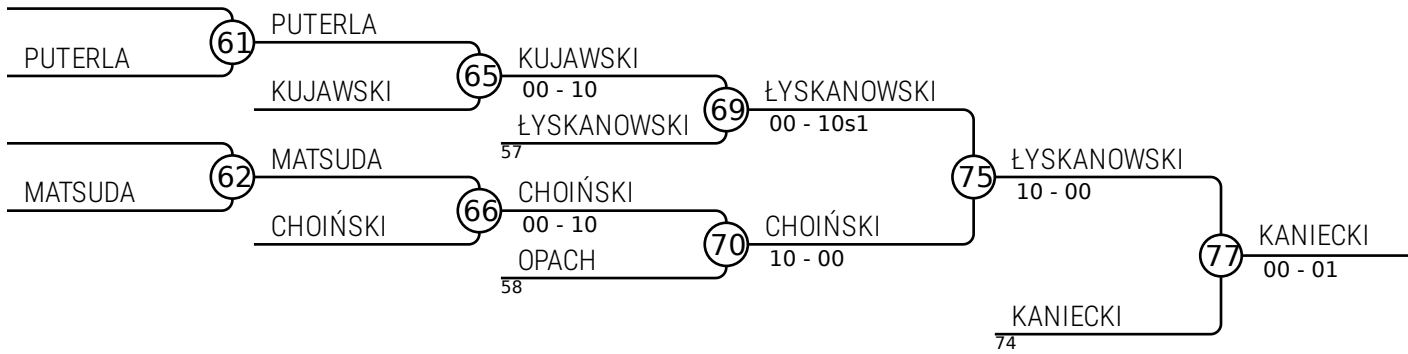 PUTERLA
61
PUTERLA
KUJAWSKI
65
KUJAWSKI
00 - 10
ŁYSKANOWSKI
57
69
ŁYSKANOWSKI
00 - 10s1
MATSUDA
62
MATSUDA
CHOIŃSKI
66
CHOIŃSKI
00 - 10
OPACH
58
70
CHOIŃSKI
10 - 00
75
ŁYSKANOWSKI
10 - 00
KANIECKI
74
77
KANIECKI
00 - 01